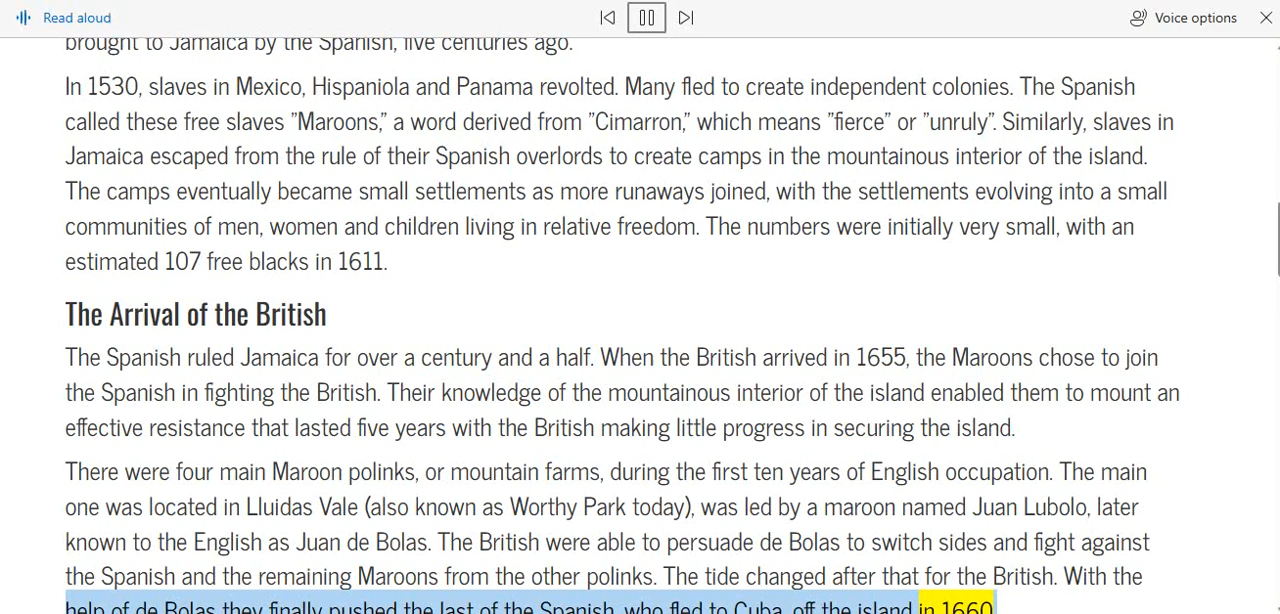 Read aloud
Voice options
brought to Jamaica by the Spanish, five centuries ago.
In 1530, slaves in Mexico, Hispaniola and Panama revolted. Many fled to create independent colonies. The Spanish
called these free slaves ”Maroons,” a word derived from ”Cimarron,” which means ”fierce” or ”unruly”. Similarly, slaves in
Jamaica escaped from the rule of their Spanish overlords to create camps in the mountainous interior of the island.
The camps eventually became small settlements as more runaways joined, with the settlements evolving into a small
communities of men, women and children living in relative freedom. The numbers were initially very small, with an
estimated 107 free blacks in 1611.
The Arrival of the British
The Spanish ruled Jamaica for over a century and a half. When the British arrived in 1655, the Maroons chose to join
the Spanish in fighting the British. Their knowledge of the mountainous interior of the island enabled them to mount an
effective resistance that lasted five years with the British making little progress in securing the island.
There were four main Maroon polinks, or mountain farms, during the first ten years of English occupation. The main
one was located in Lluidas Vale (also known as Worthy Park today), was led by a maroon named Juan Lubolo, later
known to the English as Juan de Bolas. The British were able to persuade de Bolas to switch sides and fight against
the Spanish and the remaining Maroons from the other polinks. The tide changed after that for the British. With the
help of de Bolas they finally pushed the last of the Spanish, who fled to Cuba, off the island in 1660